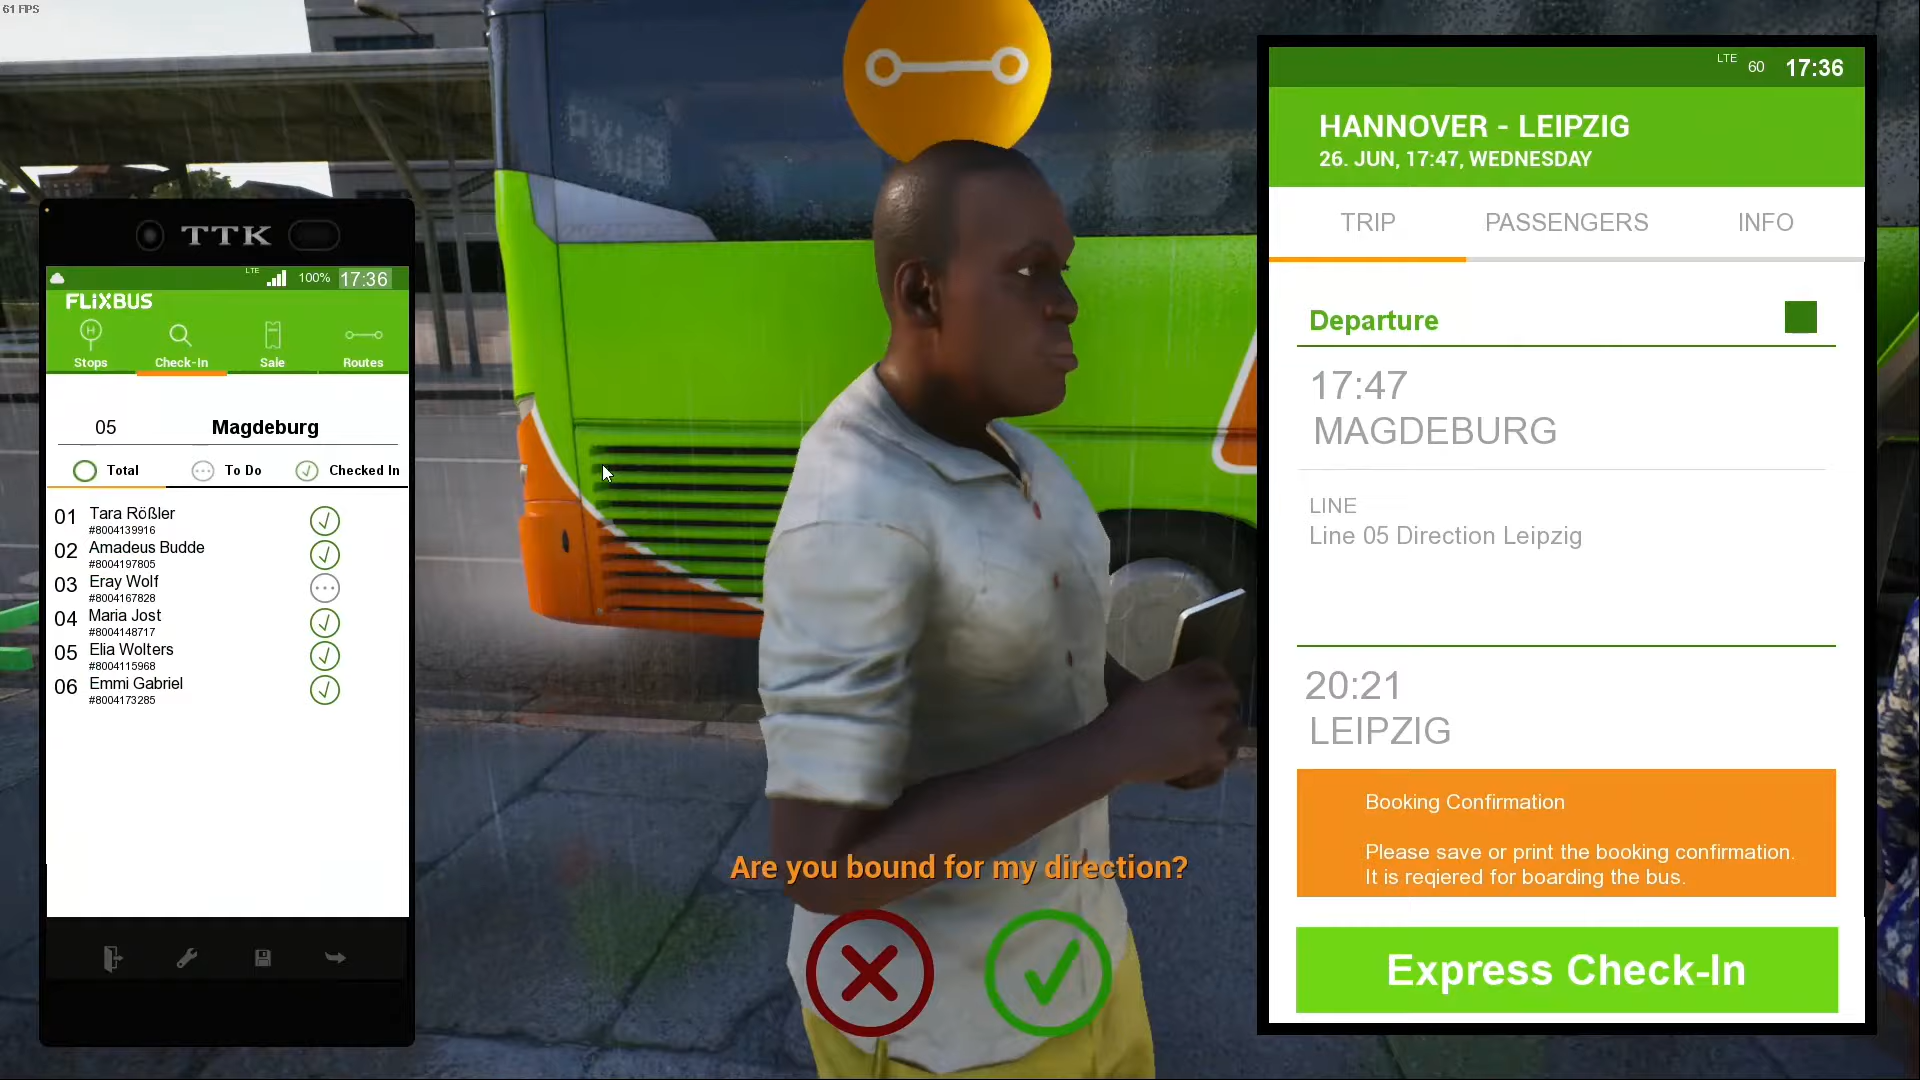 61 FPS
TTK
LTE 100% 17:36
FLiXBUS
Stops Check-In Sale Routes
05 Magdeburg
Total To Do Checked In
01 Tara Rößler
#8004139916
02 Amadeus Budde
#8004197805
03 Eray Wolf
#8004167828
04 Maria Jost
#8004148717
05 Elia Wolters
#8004115968
06 Emmi Gabriel
#8004173285
Are you bound for my direction?
LTE 60 17:36
HANNOVER - LEIPZIG
26. JUN, 17:47, WEDNESDAY
TRIP PASSENGERS INFO
Departure
17:47
MAGDEBURG
LINE
Line 05 Direction Leipzig
20:21
LEIPZIG
Booking Confirmation
Please save or print the booking confirmation.
It is reqiered for boarding the bus.
Express Check-In